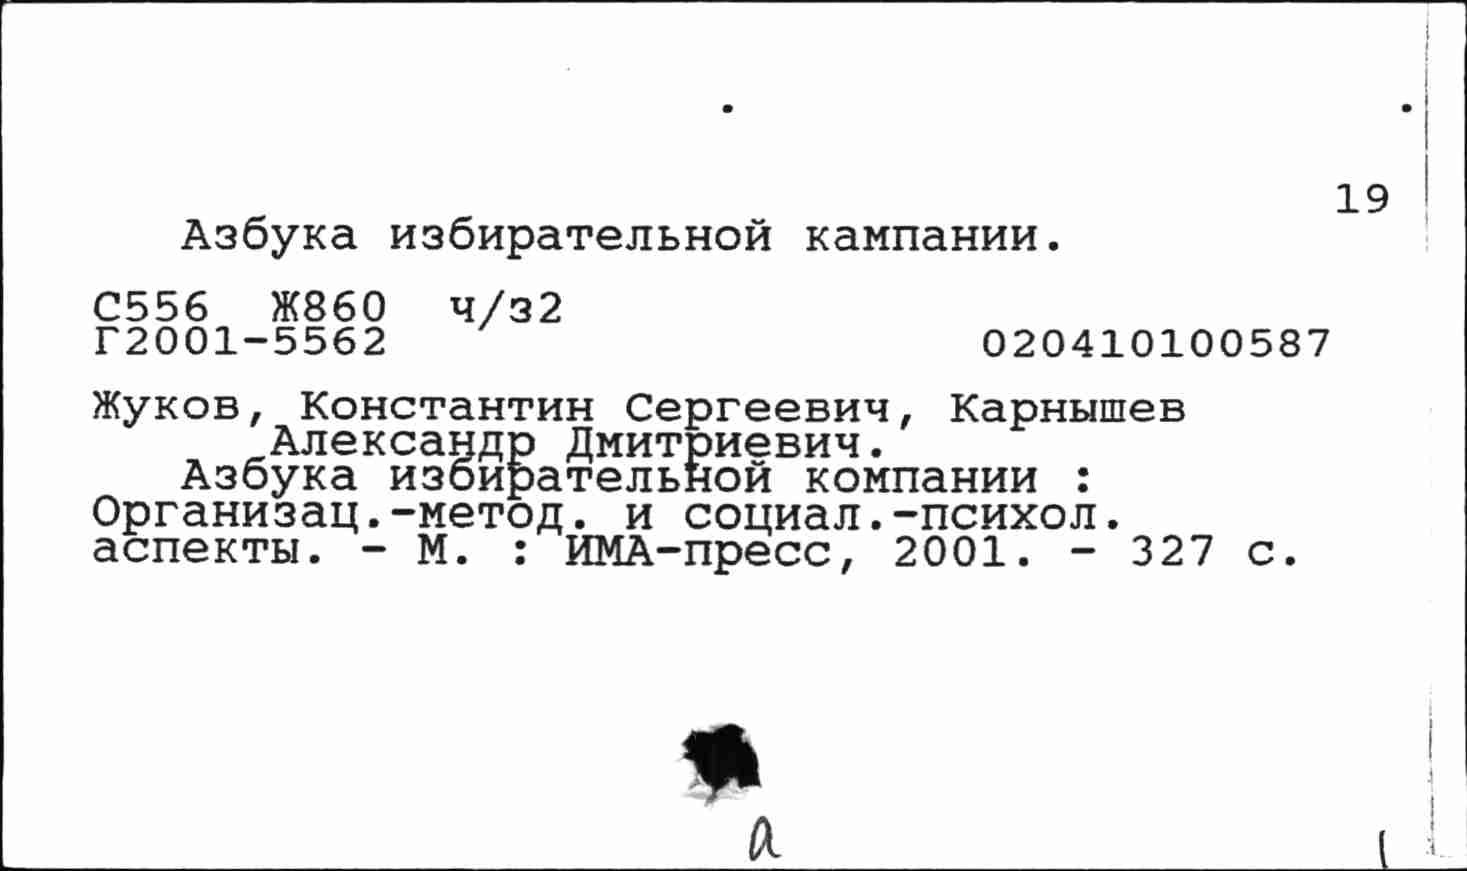 19
Азбука избирательной кампании.
С556 Ж860 ч/з2
Г2001-5562 020410100587
Жуков, Константин Сергеевич, Карнышев
Александр Дмитриевич.
Азбука избирательной компании :
Организац.-метод. и социал.-психол.
аспекты. - М. : ИМА-пресс, 2001. - 327 с.
а